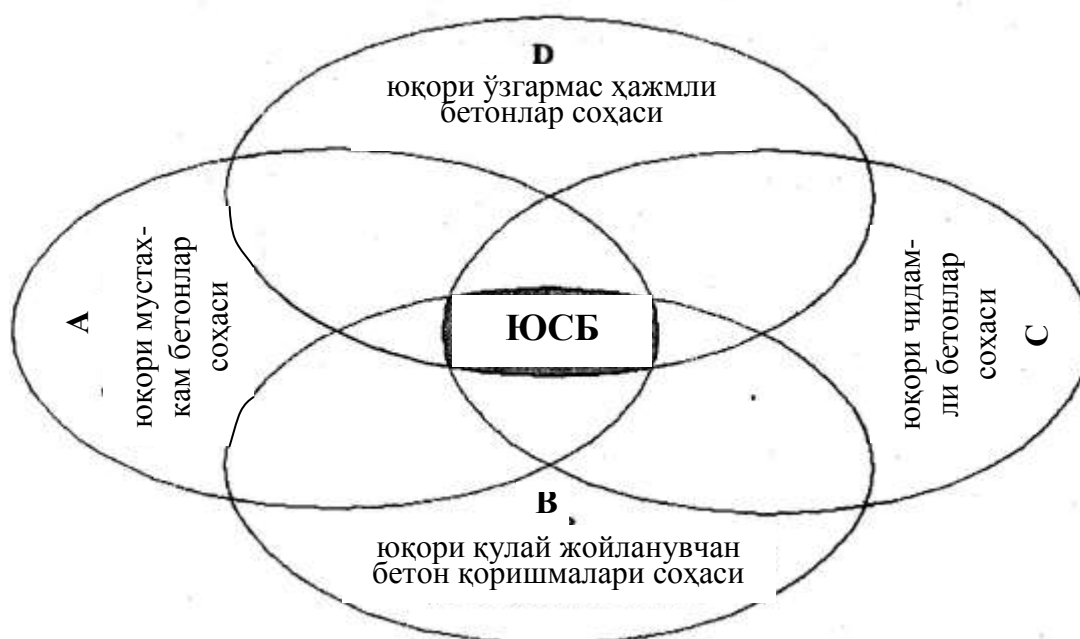 D
юқори ўзгармас ҳажмли
бетонлар соҳаси
A
юқори мустах-
кам бетонлар
соҳаси
ЮСБ
юқори чидам-
ли бетонлар
соҳаси
C
B
юқори қулай жойланувчан
бетон қоришмалари соҳаси